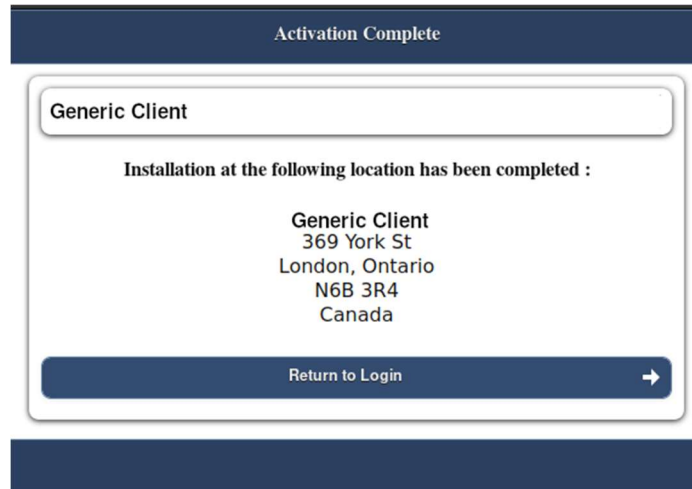 Activation Complete
Generic Client
Installation at the following location has been completed :
Generic Client
369 York St
London, Ontario
N6B 3R4
Canada
Return to Login